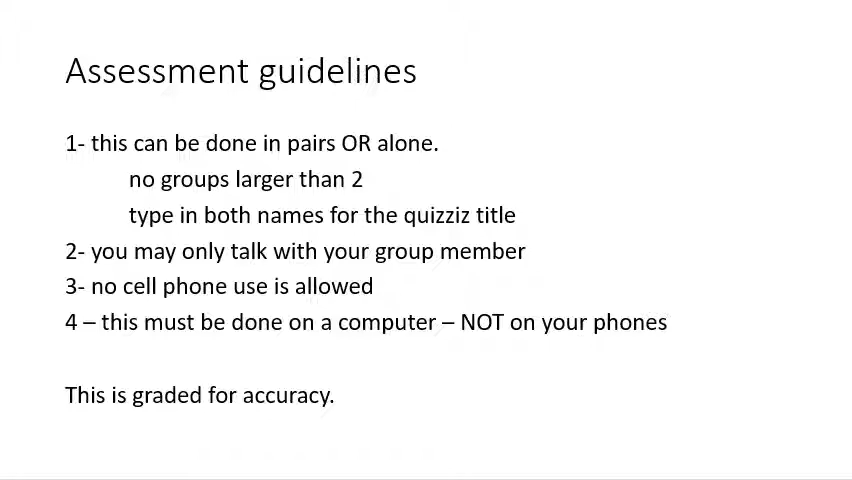 Assessment guidelines
1- this can be done in pairs OR alone.
no groups larger than 2
type in both names for the quizziz title
2- you may only talk with your group member
3- no cell phone use is allowed
4 – this must be done on a computer – NOT on your phones
This is graded for accuracy.